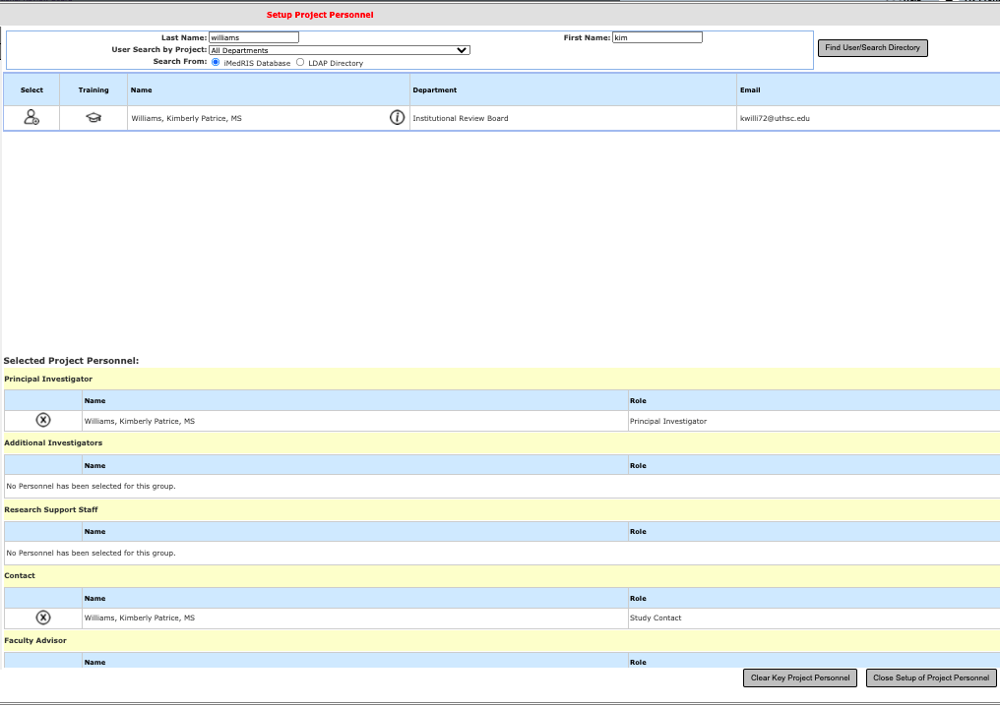 Setup Project Personnel
Last Name: williams First Name: kim
User Search by Project: All Departments Find User/Search Directory
Search From: iMedRIS Database LDAP Directory
Select Training Name Department Email
Williams, Kimberly Patrice, MS Institutional Review Board kwilli72@uthsc.edu
Selected Project Personnel:
Principal Investigator
Name Role
Williams, Kimberly Patrice, MS Principal Investigator
Additional Investigators
Name Role
No Personnel has been selected for this group.
Research Support Staff
Name Role
No Personnel has been selected for this group.
Contact
Name Role
Williams, Kimberly Patrice, MS Study Contact
Faculty Advisor
Name Role
Clear Key Project Personnel Close Setup of Project Personnel